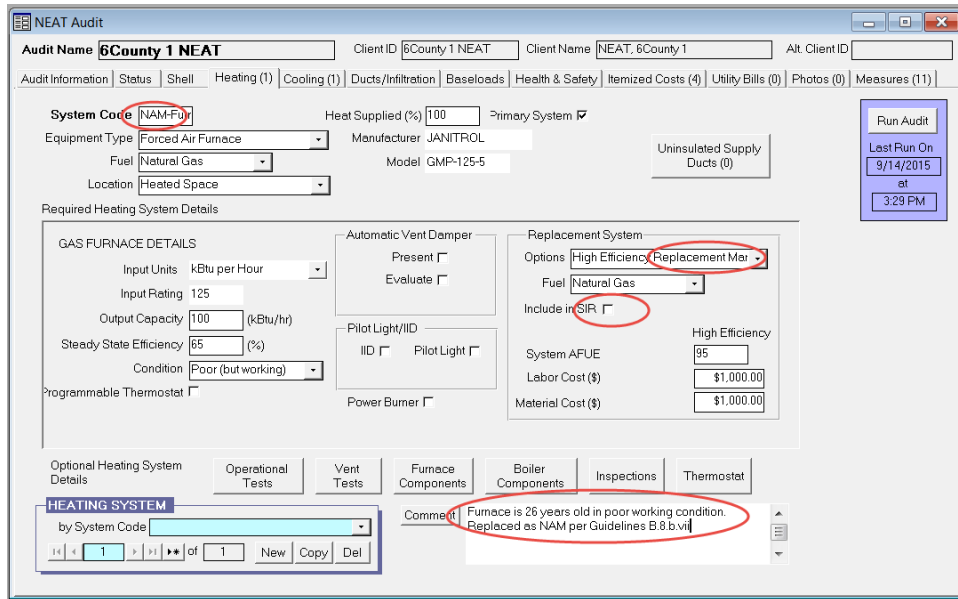 NEAT Audit
Audit Name 6County 1 NEAT Client ID 6County 1 NEAT Client Name NEAT, 6County 1 Alt. Client ID
Audit Information Status Shell Heating (1) Cooling (1) Ducts/Infiltration Baseloads Health & Safety Itemized Costs (4) Utility Bills (0) Photos (0) Measures (11)
System Code NAM-Furr Heat Supplied (%) 100 Primary System
Run Audit
Equipment Type Forced Air Furnace Manufacturer JANITROL
Uninsulated Supply Ducts (0)
Last Run On
Fuel Natural Gas Model GMP-125-5
9/14/2015
at
Location Heated Space
3:29 PM
Required Heating System Details
GAS FURNACE DETAILS
Input Units kBtu per Hour
Input Rating 125
Output Capacity 100 (kBtu/hr)
Steady State Efficiency 65 (%)
Condition Poor (but working)
Programmable Thermostat
Automatic Vent Damper
Present
Evaluate
Pilot Light/IID
IID Pilot Light
Power Burner
Replacement System
Options High Efficiency Replacement Mar
Fuel Natural Gas
Include in SIR
High Efficiency
System AFUE 95
Labor Cost ($) $1,000.00
Material Cost ($) $1,000.00
Optional Heating System
Details
Operational
Tests
Vent
Tests
Furnace
Components
Boiler
Components
Inspections
Thermostat
HEATING SYSTEM
by System Code
1 of 1 New Copy Del
Comment
Furnace is 26 years old in poor working condition.
Replaced as NAM per Guidelines B.8.b.vii